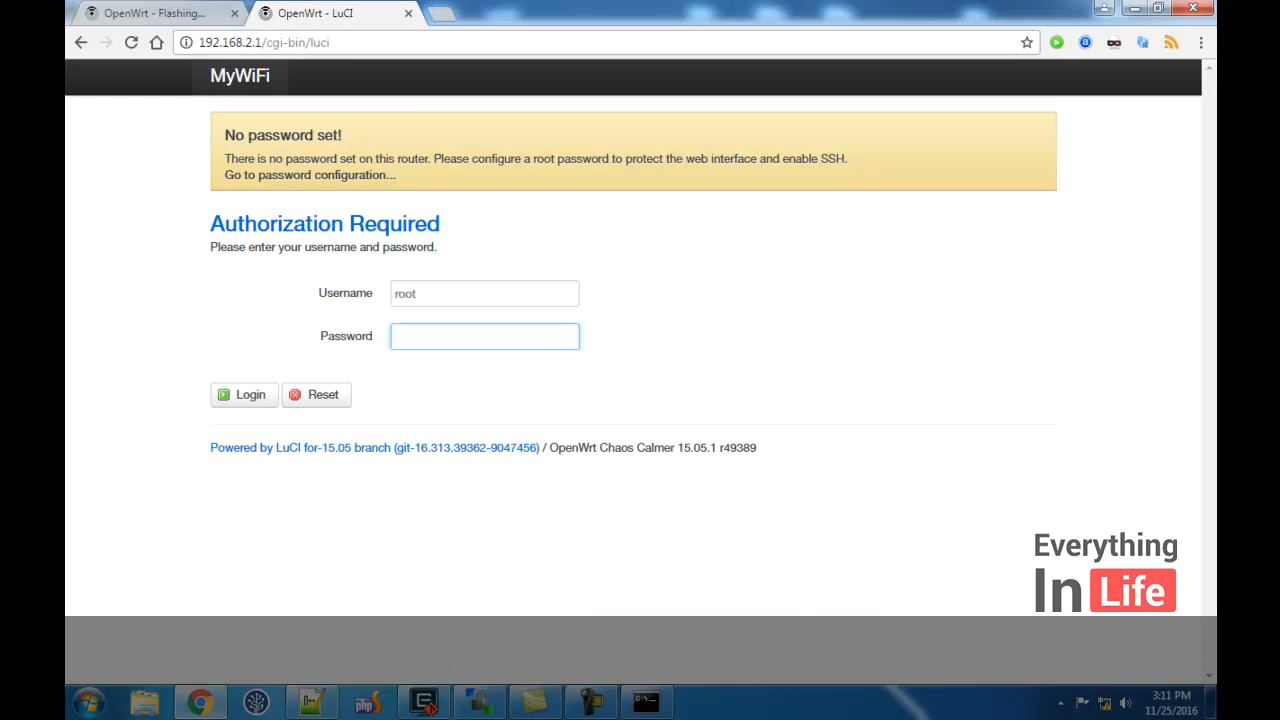 OpenWrt - Flashing...
OpenWrt - LuCI
192.168.2.1/cgi-bin/luci
MyWiFi
No password set!
There is no password set on this router. Please configure a root password to protect the web interface and enable SSH.
Go to password configuration...
Authorization Required
Please enter your username and password.
Username root
Password
Login Reset
Powered by LuCI for-15.05 branch (git-16.313.39362-9047456) / OpenWrt Chaos Calmer 15.05.1 r49389
Everything
In Life
php
3:11 PM
11/25/2016